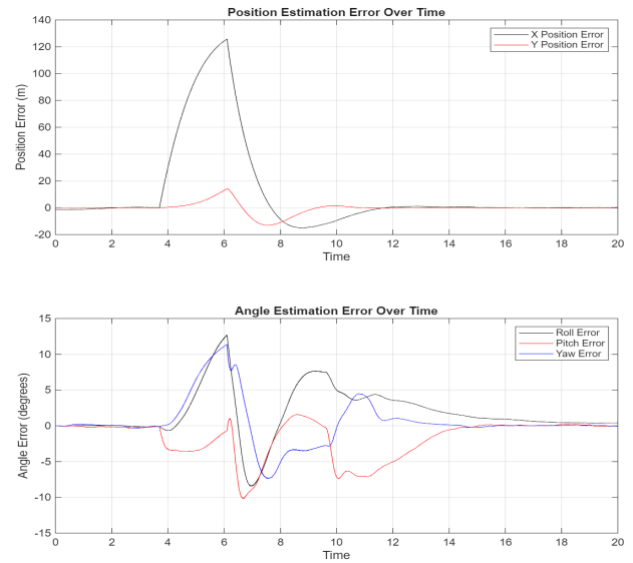 Position Estimation Error Over Time
140
120
100
80
60
40
20
0
-20
Position Error (m)
X Position Error
Y Position Error
0 2 4 6 8 10 12 14 16 18 20
Time
Angle Estimation Error Over Time
15
10
5
0
-5
-10
-15
Angle Error (degrees)
Roll Error
Pitch Error
Yaw Error
0 2 4 6 8 10 12 14 16 18 20
Time